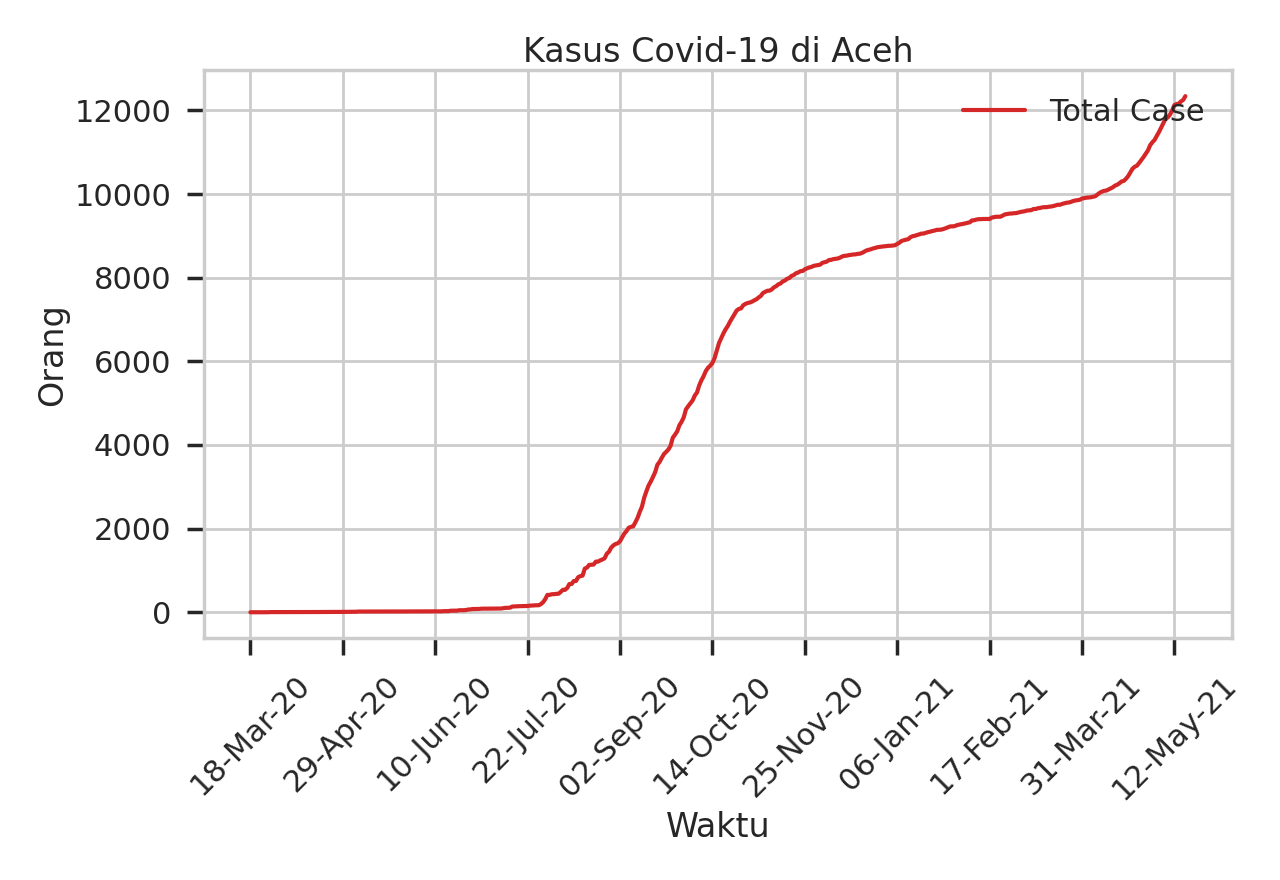 Kasus Covid-19 di Aceh
Total Case
12000
10000
8000
6000
4000
2000
0
Orang
18-Mar-20
29-Apr-20
10-Jun-20
22-Jul-20
02-Sep-20
14-Oct-20
25-Nov-20
06-Jan-21
17-Feb-21
31-Mar-21
12-May-21
Waktu